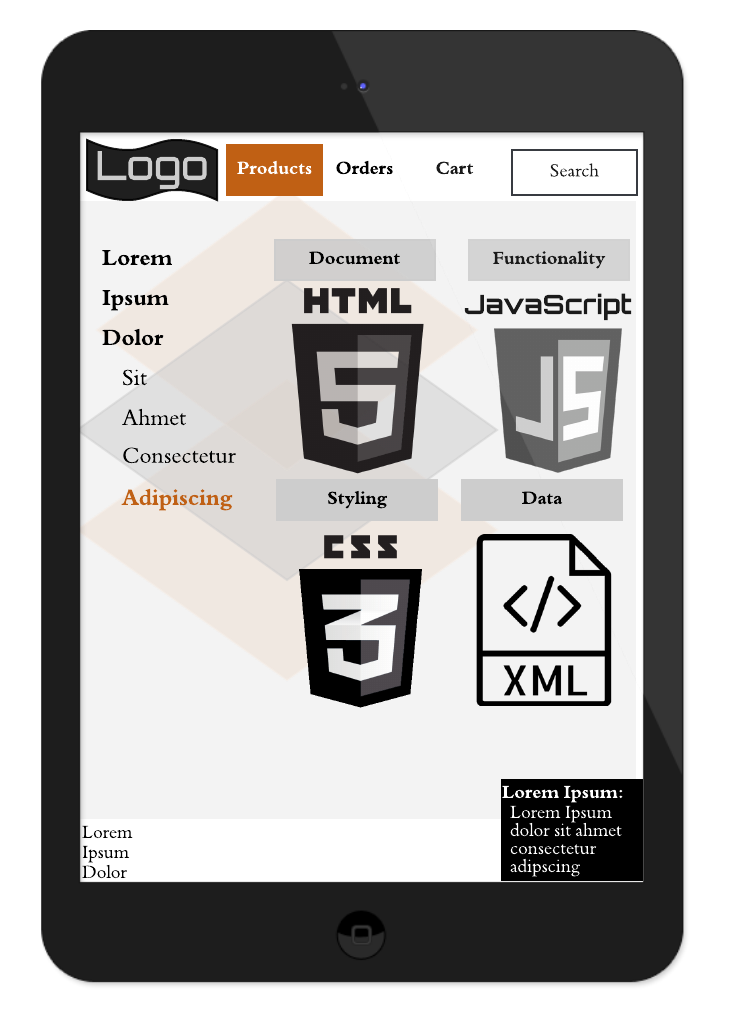 Logo
Products Orders Cart Search
Lorem
Ipsum
Dolor
Sit
Ahmet
Consectetur
Adipiscing
Document
HTML
5
Functionality
JavaScript
JS
Styling
CSS
3
Data
</>
XML
Lorem
Ipsum
Dolor
Lorem Ipsum:
Lorem Ipsum
dolor sit ahmet
consectetur
adipscing